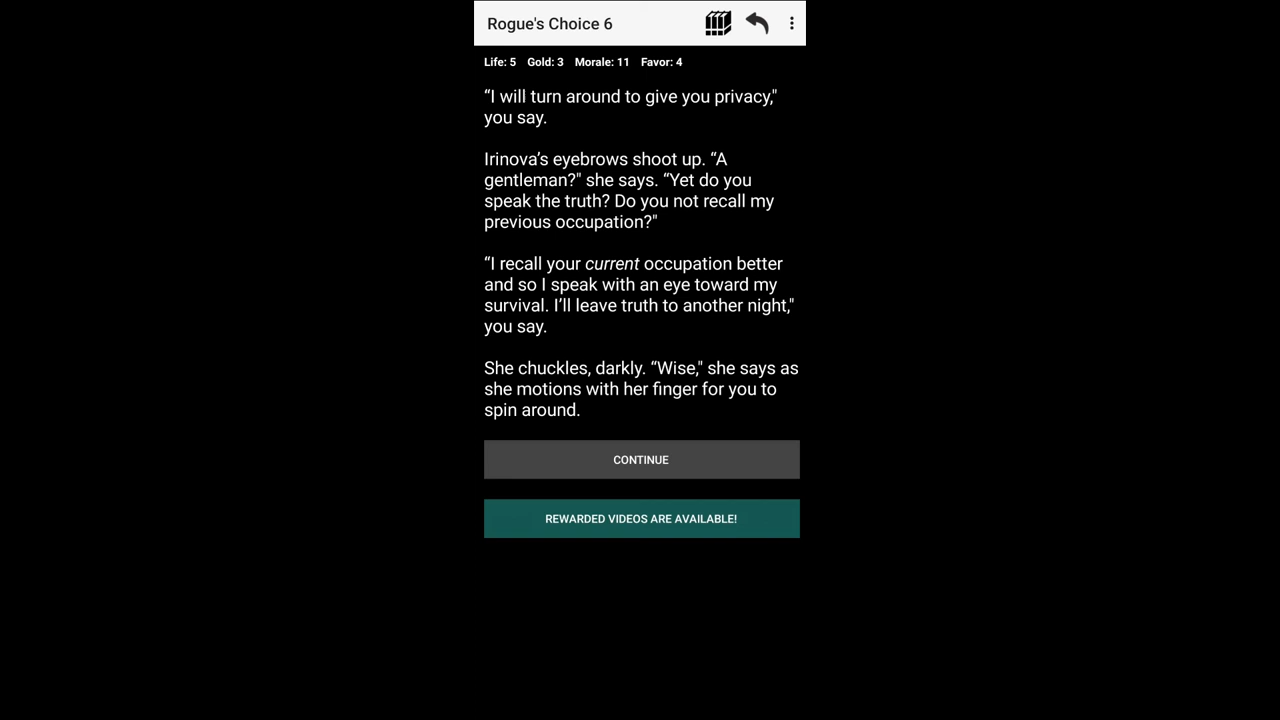 Rogue's Choice 6
Life: 5 Gold: 3 Morale: 11 Favor: 4
“I will turn around to give you privacy,"
you say.
Irinova’s eyebrows shoot up. “A
gentleman?" she says. “Yet do you
speak the truth? Do you not recall my
previous occupation?"
“I recall your current occupation better
and so I speak with an eye toward my
survival. I’ll leave truth to another night,"
you say.
She chuckles, darkly. “Wise," she says as
she motions with her finger for you to
spin around.
CONTINUE
REWARDED VIDEOS ARE AVAILABLE!